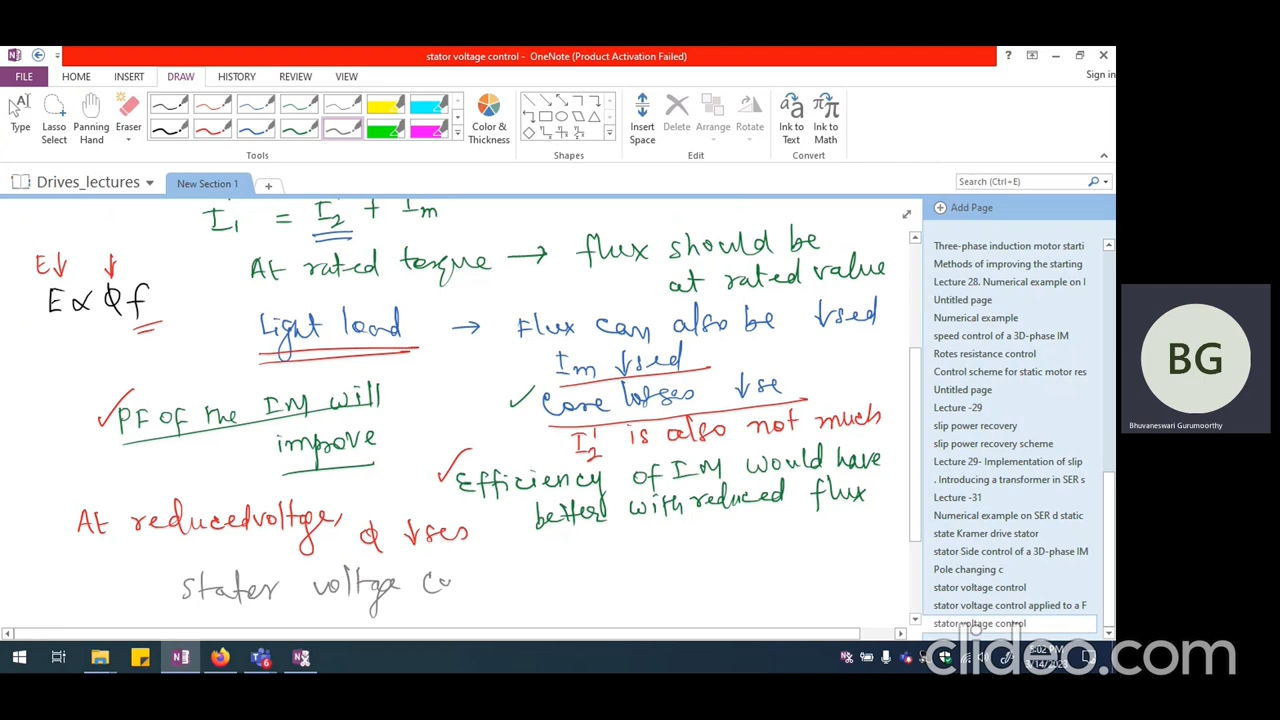 stator voltage control - OneNote (Product Activation Failed)
FILE HOME INSERT DRAW HISTORY REVIEW VIEW Sign in
Type Lasso Select Panning Hand Eraser Color & Thickness Insert Space Delete Arrange Rotate Ink to Text Ink to Math
Tools Shapes Edit Convert
Drives_lectures New Section 1 Search (Ctrl+E)
I1 = I2 + Im
At rated torque → flux should be
at rated value
E↓ ↓
E ∝ Φ f
Light load → Flux can also be ↓sed
Im ↓sed
✓ Core losses ↓se
I2' is also not much
✓ PF of the IM will
improve
✓ Efficiency of IM would have
better with reduced flux
At reducedvoltge, Φ ↓ses
stater voltge co
Add Page
Three-phase induction motor starti
Methods of improving the starting
Lecture 28. Numerical example on I
Untitled page
Numerical example
speed control of a 3D-phase IM
Rotes resistance control
Control scheme for static motor res
Untitled page
Lecture -29
slip power recovery
slip power recovery scheme
Lecture 29- Implementation of slip
. Introducing a transformer in SER s
Lecture -31
Numerical example on SER d static
state Kramer drive stator
stator Side control of a 3D-phase IM
Pole changing c
stator voltage control
stator voltage control applied to a F
stator voltage control
BG
Bhuvaneswari Gurumoorthy
3/14/2023
clideo.com